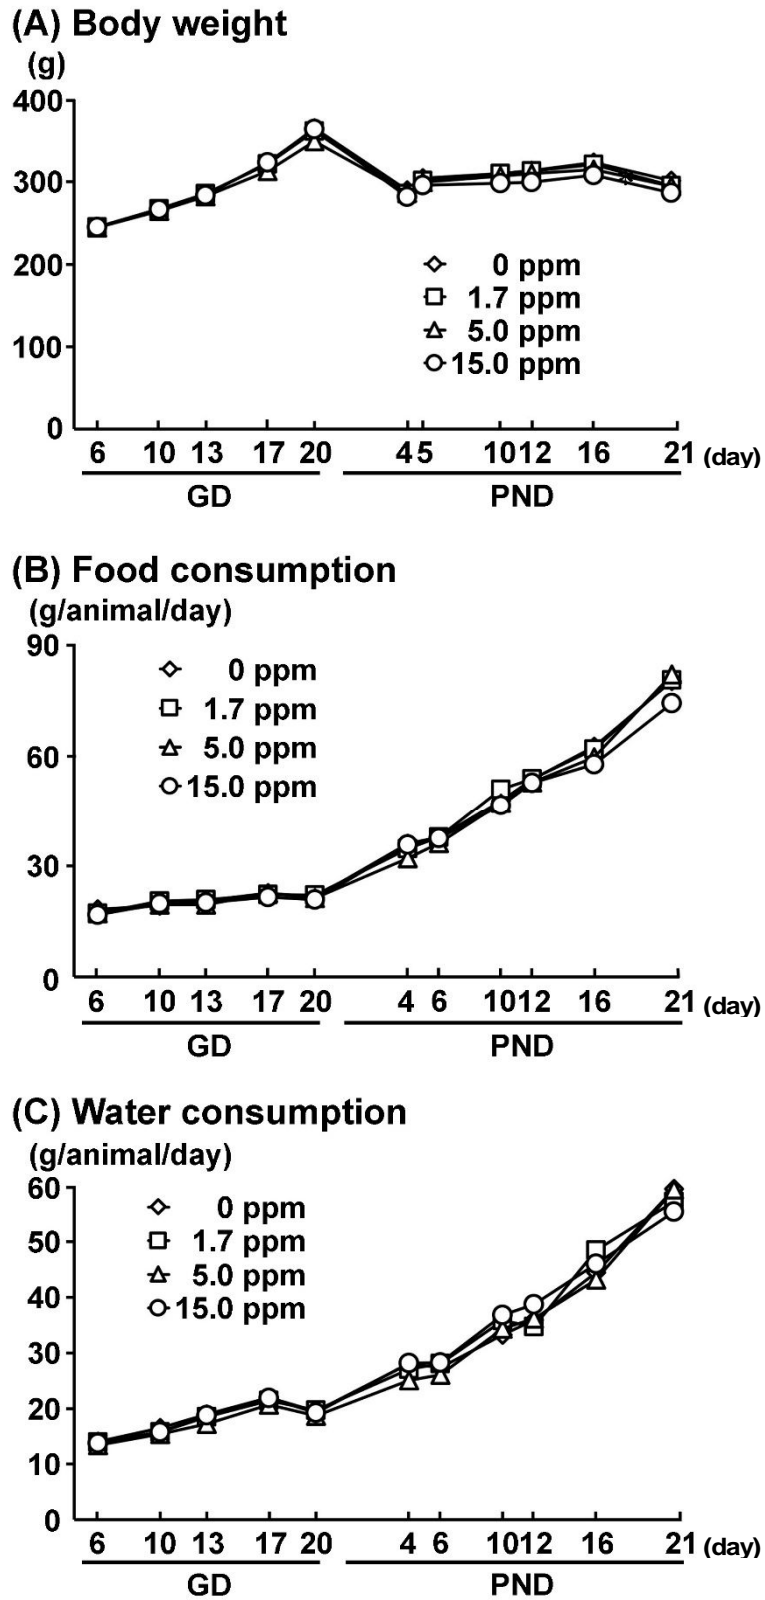 (A) Body weight
(g)
400
300
200
100
0
0 ppm
1.7 ppm
5.0 ppm
15.0 ppm
6 10 13 17 20 4 5 10 12 16 21 (day)
GD PND
(B) Food consumption
(g/animal/day)
90
60
30
0
0 ppm
1.7 ppm
5.0 ppm
15.0 ppm
6 10 13 17 20 4 6 10 12 16 21 (day)
GD PND
(C) Water consumption
(g/animal/day)
60
50
40
30
20
10
0
0 ppm
1.7 ppm
5.0 ppm
15.0 ppm
6 10 13 17 20 4 6 10 12 16 21 (day)
GD PND